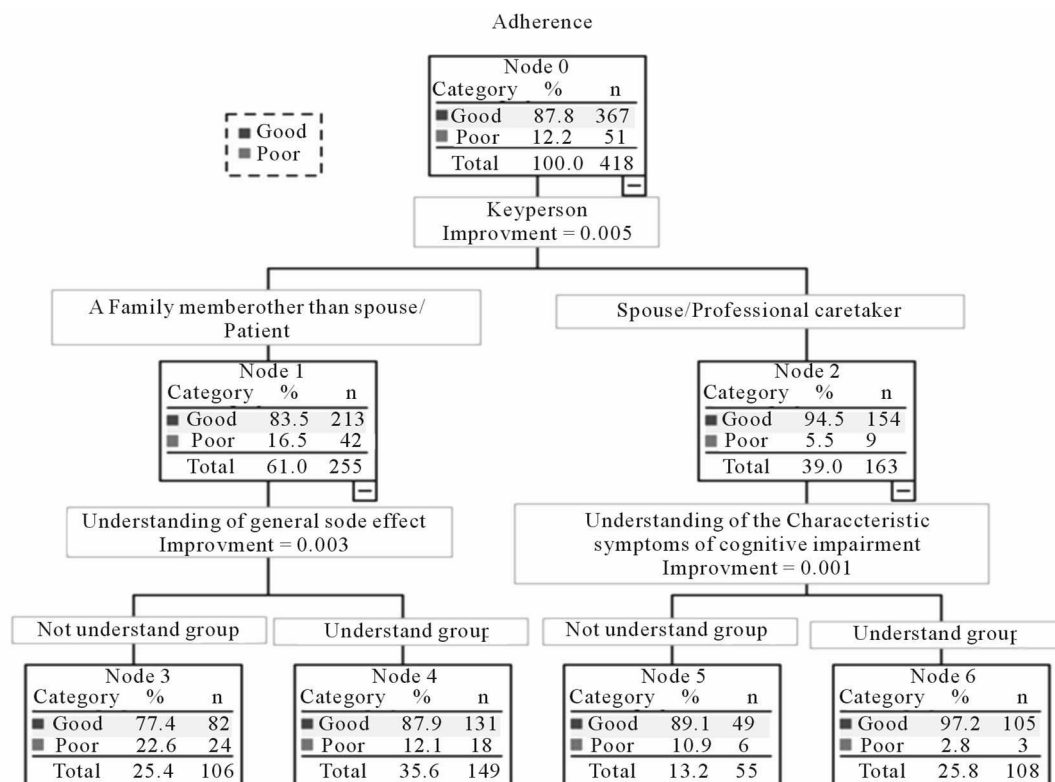 Adherence
Good
Poor
Node 0
Category % n
Good 87.8 367
Poor 12.2 51
Total 100.0 418
Keyperson
Improvment = 0.005
A Family memberother than spouse/
Patient
Spouse/Professional caretaker
Node 1
Category % n
Good 83.5 213
Poor 16.5 42
Total 61.0 255
Node 2
Category % n
Good 94.5 154
Poor 5.5 9
Total 39.0 163
Understanding of general sode effect
Improvment = 0.003
Understanding of the Characcteristic
symptoms of cognitive impairment
Improvment = 0.001
Not understand group
Understand group
Not understand group
Understand group
Node 3
Category % n
Good 77.4 82
Poor 22.6 24
Total 25.4 106
Node 4
Category % n
Good 87.9 131
Poor 12.1 18
Total 35.6 149
Node 5
Category % n
Good 89.1 49
Poor 10.9 6
Total 13.2 55
Node 6
Category % n
Good 97.2 105
Poor 2.8 3
Total 25.8 108